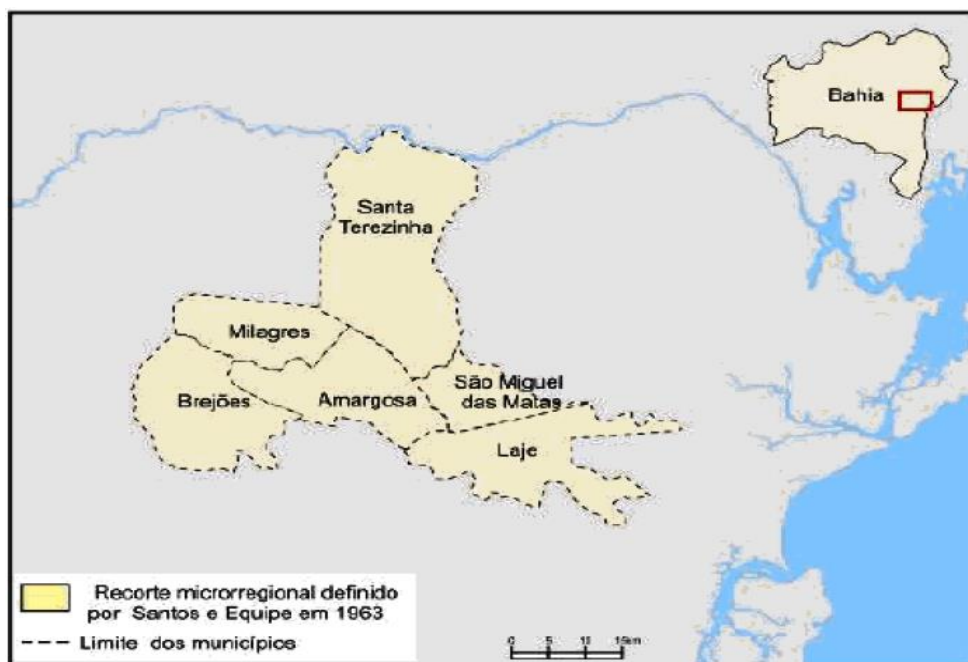 Bahia
Santa
Terezinha
Milagres
São Miguel
das Matas
Brejões
Amargosa
Laje
Recorte microrregional definido
por Santos e Equipe em 1963
Limite dos municípios
0 5 10 15km